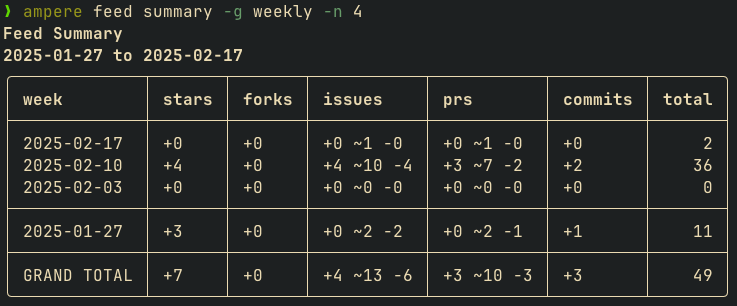 ❯ ampere feed summary -g weekly -n 4
Feed Summary
2025-01-27 to 2025-02-17
week stars forks issues prs commits total
2025-02-17 +0 +0 +0 ~1 -0 +0 ~1 -0 +0 2
2025-02-10 +4 +0 +4 ~10 -4 +3 ~7 -2 +2 36
2025-02-03 +0 +0 +0 ~0 -0 +0 ~0 -0 +0 0
2025-01-27 +3 +0 +0 ~2 -2 +0 ~2 -1 +1 11
GRAND TOTAL +7 +0 +4 ~13 -6 +3 ~10 -3 +3 49